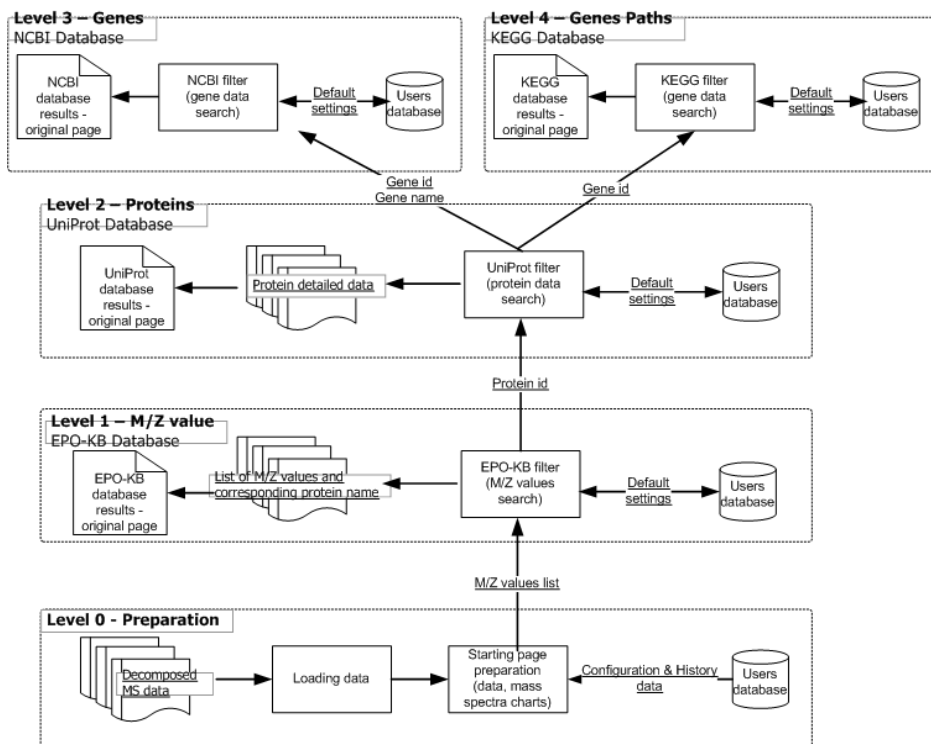 Level 3 – Genes
NCBI Database
NCBI
database
results -
original page
NCBI filter
(gene data
search)
Default
settings
Users
database
Level 4 – Genes Paths
KEGG Database
KEGG
database
results -
original page
KEGG filter
(gene data
search)
Default
settings
Users
database
Gene id
Gene name
Gene id
Level 2 – Proteins
UniProt Database
UniProt
database
results -
original page
Protein detailed data
UniProt filter
(protein data
search)
Default
settings
Users
database
Protein id
Level 1 – M/Z value
EPO-KB Database
EPO-KB
database
results -
original page
List of M/Z values and
corresponding protein name
EPO-KB filter
(M/Z values
search)
Default
settings
Users
database
M/Z values list
Level 0 - Preparation
Decomposed
MS data
Loading data
Starting page
preparation
(data, mass
spectra charts)
Configuration & History
data
Users
database